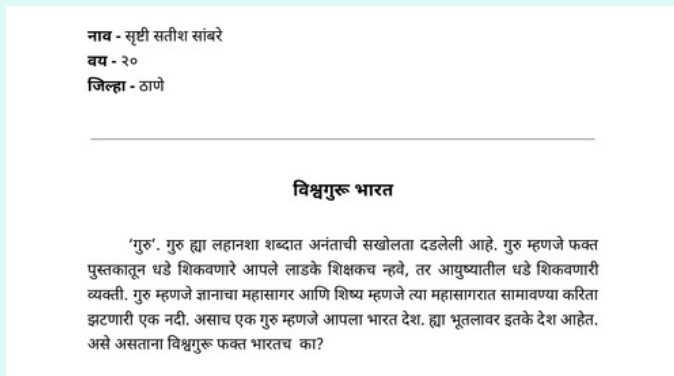 नाव - सृष्टी सतीश सांबरे
वय - २०
जिल्हा - ठाणे
विश्वगुरू भारत
‘गुरु’. गुरु ह्या लहानशा शब्दात अनंताची सखोलता दडलेली आहे. गुरु म्हणजे फक्त
पुस्तकातून धडे शिकवणारे आपले लाडके शिक्षकच न्हवे, तर आयुष्यातील धडे शिकवणारी
व्यक्ती. गुरु म्हणजे ज्ञानाचा महासागर आणि शिष्य म्हणजे त्या महासागरात सामावण्या करिता
झटणारी एक नदी. असाच एक गुरु म्हणजे आपला भारत देश. ह्या भूतलावर इतके देश आहेत.
असे असताना विश्वगुरू फक्त भारतच का?